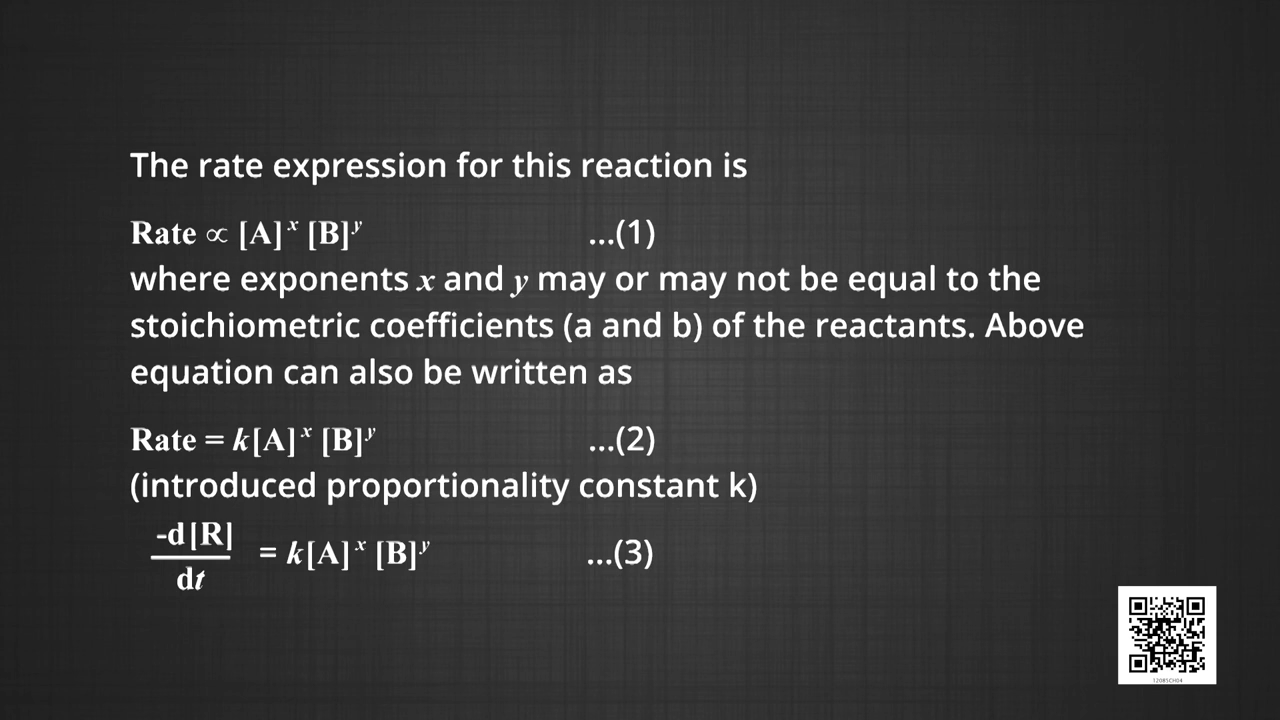 The rate expression for this reaction is
Rate ∝ [A]ˣ [B]ʸ ...(1)
where exponents x and y may or may not be equal to the
stoichiometric coefficients (a and b) of the reactants. Above
equation can also be written as
Rate = k[A]ˣ [B]ʸ ...(2)
(introduced proportionality constant k)
-d[R]
dt
= k[A]ˣ [B]ʸ ...(3)
12085CH04